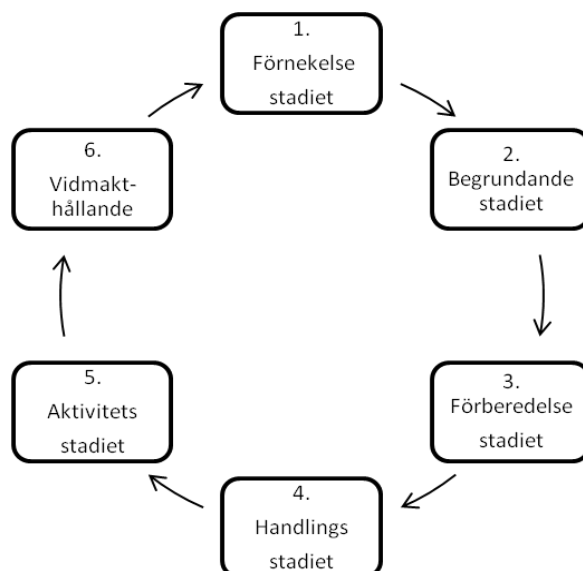 1.
Förnekelse
stadiet
2.
Begrundande
stadiet
3.
Förberedelse
stadiet
4.
Handlings
stadiet
5.
Aktivitets
stadiet
6.
Vidmakt-
hållande